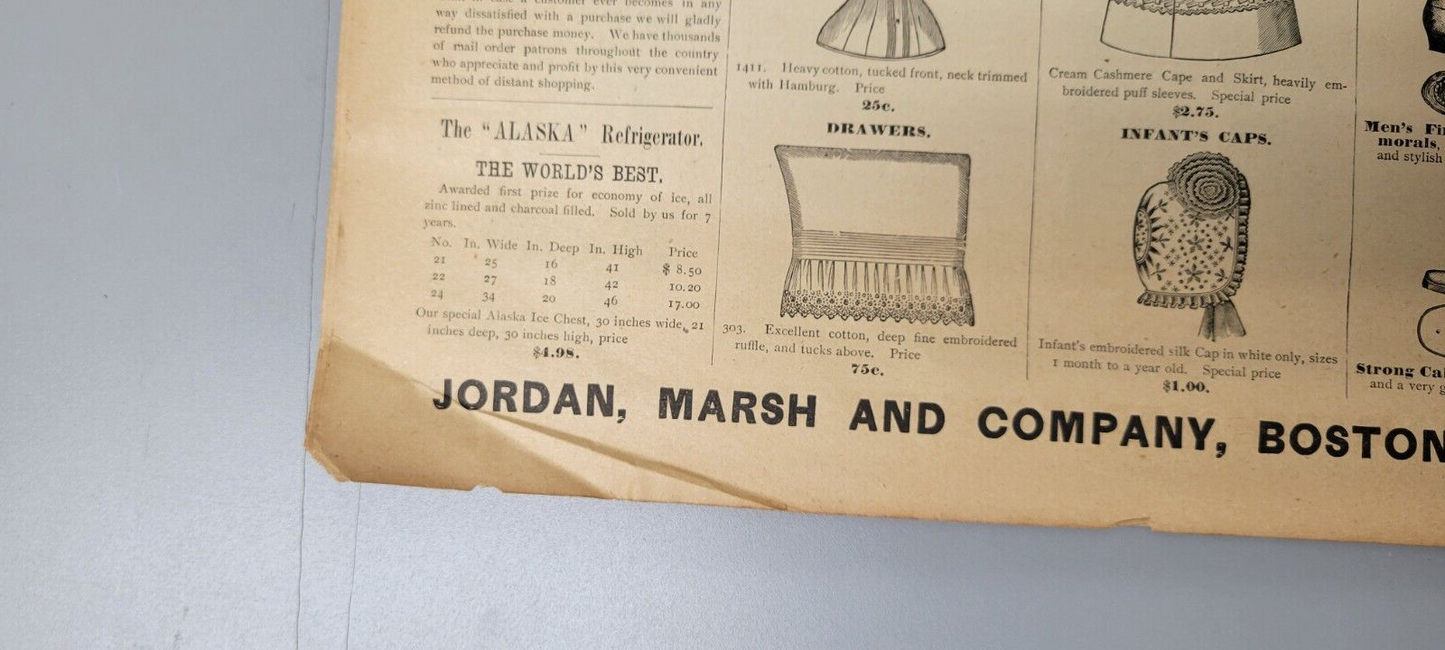 ever becomes in any
way dissatisfied with a purchase we will gladly
refund the purchase money. We have thousands
of mail order patrons throughout the country
who appreciate and profit by this very convenient
method of distant shopping.
The "ALASKA" Refrigerator.
THE WORLD'S BEST.
Awarded first prize for economy of ice, all
zinc lined and charcoal filled. Sold by us for 7
years.
No. In. Wide In. Deep In. High Price
21 25 16 41 $ 8.50
22 27 18 42 10.20
24 34 20 46 17.00
Our special Alaska Ice Chest, 30 inches wide, 21
inches deep, 30 inches high, price
$4.98.
1411. Heavy cotton, tucked front, neck trimmed
with Hamburg. Price
25c.
DRAWERS.
303. Excellent cotton, deep fine embroidered
ruffle, and tucks above. Price
75c.
Cream Cashmere Cape and Skirt, heavily em-
broidered puff sleeves. Special price
$2.75.
INFANT'S CAPS.
Infant's embroidered silk Cap in white only, sizes
1 month to a year old. Special price
$1.00.
Men's Fi
morals,
and stylish
Strong Cal
and a very g
JORDAN, MARSH AND COMPANY, BOSTON